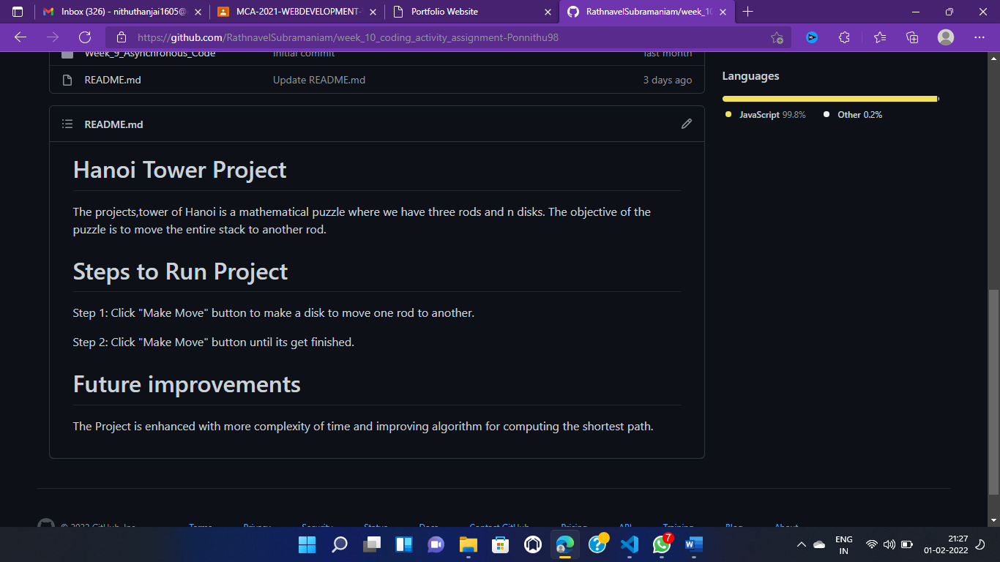 Inbox (326) - nithuthanjai1605@
MCA-2021-WEBDEVELOPMENT-
Portfolio Website
RathnavelSubramaniam/week_10
https://github.com/RathnavelSubramaniam/week_10_coding_activity_assignment-Ponnithu98
Week_9_Asynchronous_Code Initial commit last month
README.md Update README.md 3 days ago
Languages
JavaScript 99.8% Other 0.2%
README.md
Hanoi Tower Project
The projects,tower of Hanoi is a mathematical puzzle where we have three rods and n disks. The objective of the
puzzle is to move the entire stack to another rod.
Steps to Run Project
Step 1: Click "Make Move" button to make a disk to move one rod to another.
Step 2: Click "Make Move" button until its get finished.
Future improvements
The Project is enhanced with more complexity of time and improving algorithm for computing the shortest path.
© 2022 GitHub, Inc. Terms Privacy Security Status Docs Contact GitHub Pricing API Training Blog About
7
ENG
IN
21:27
01-02-2022